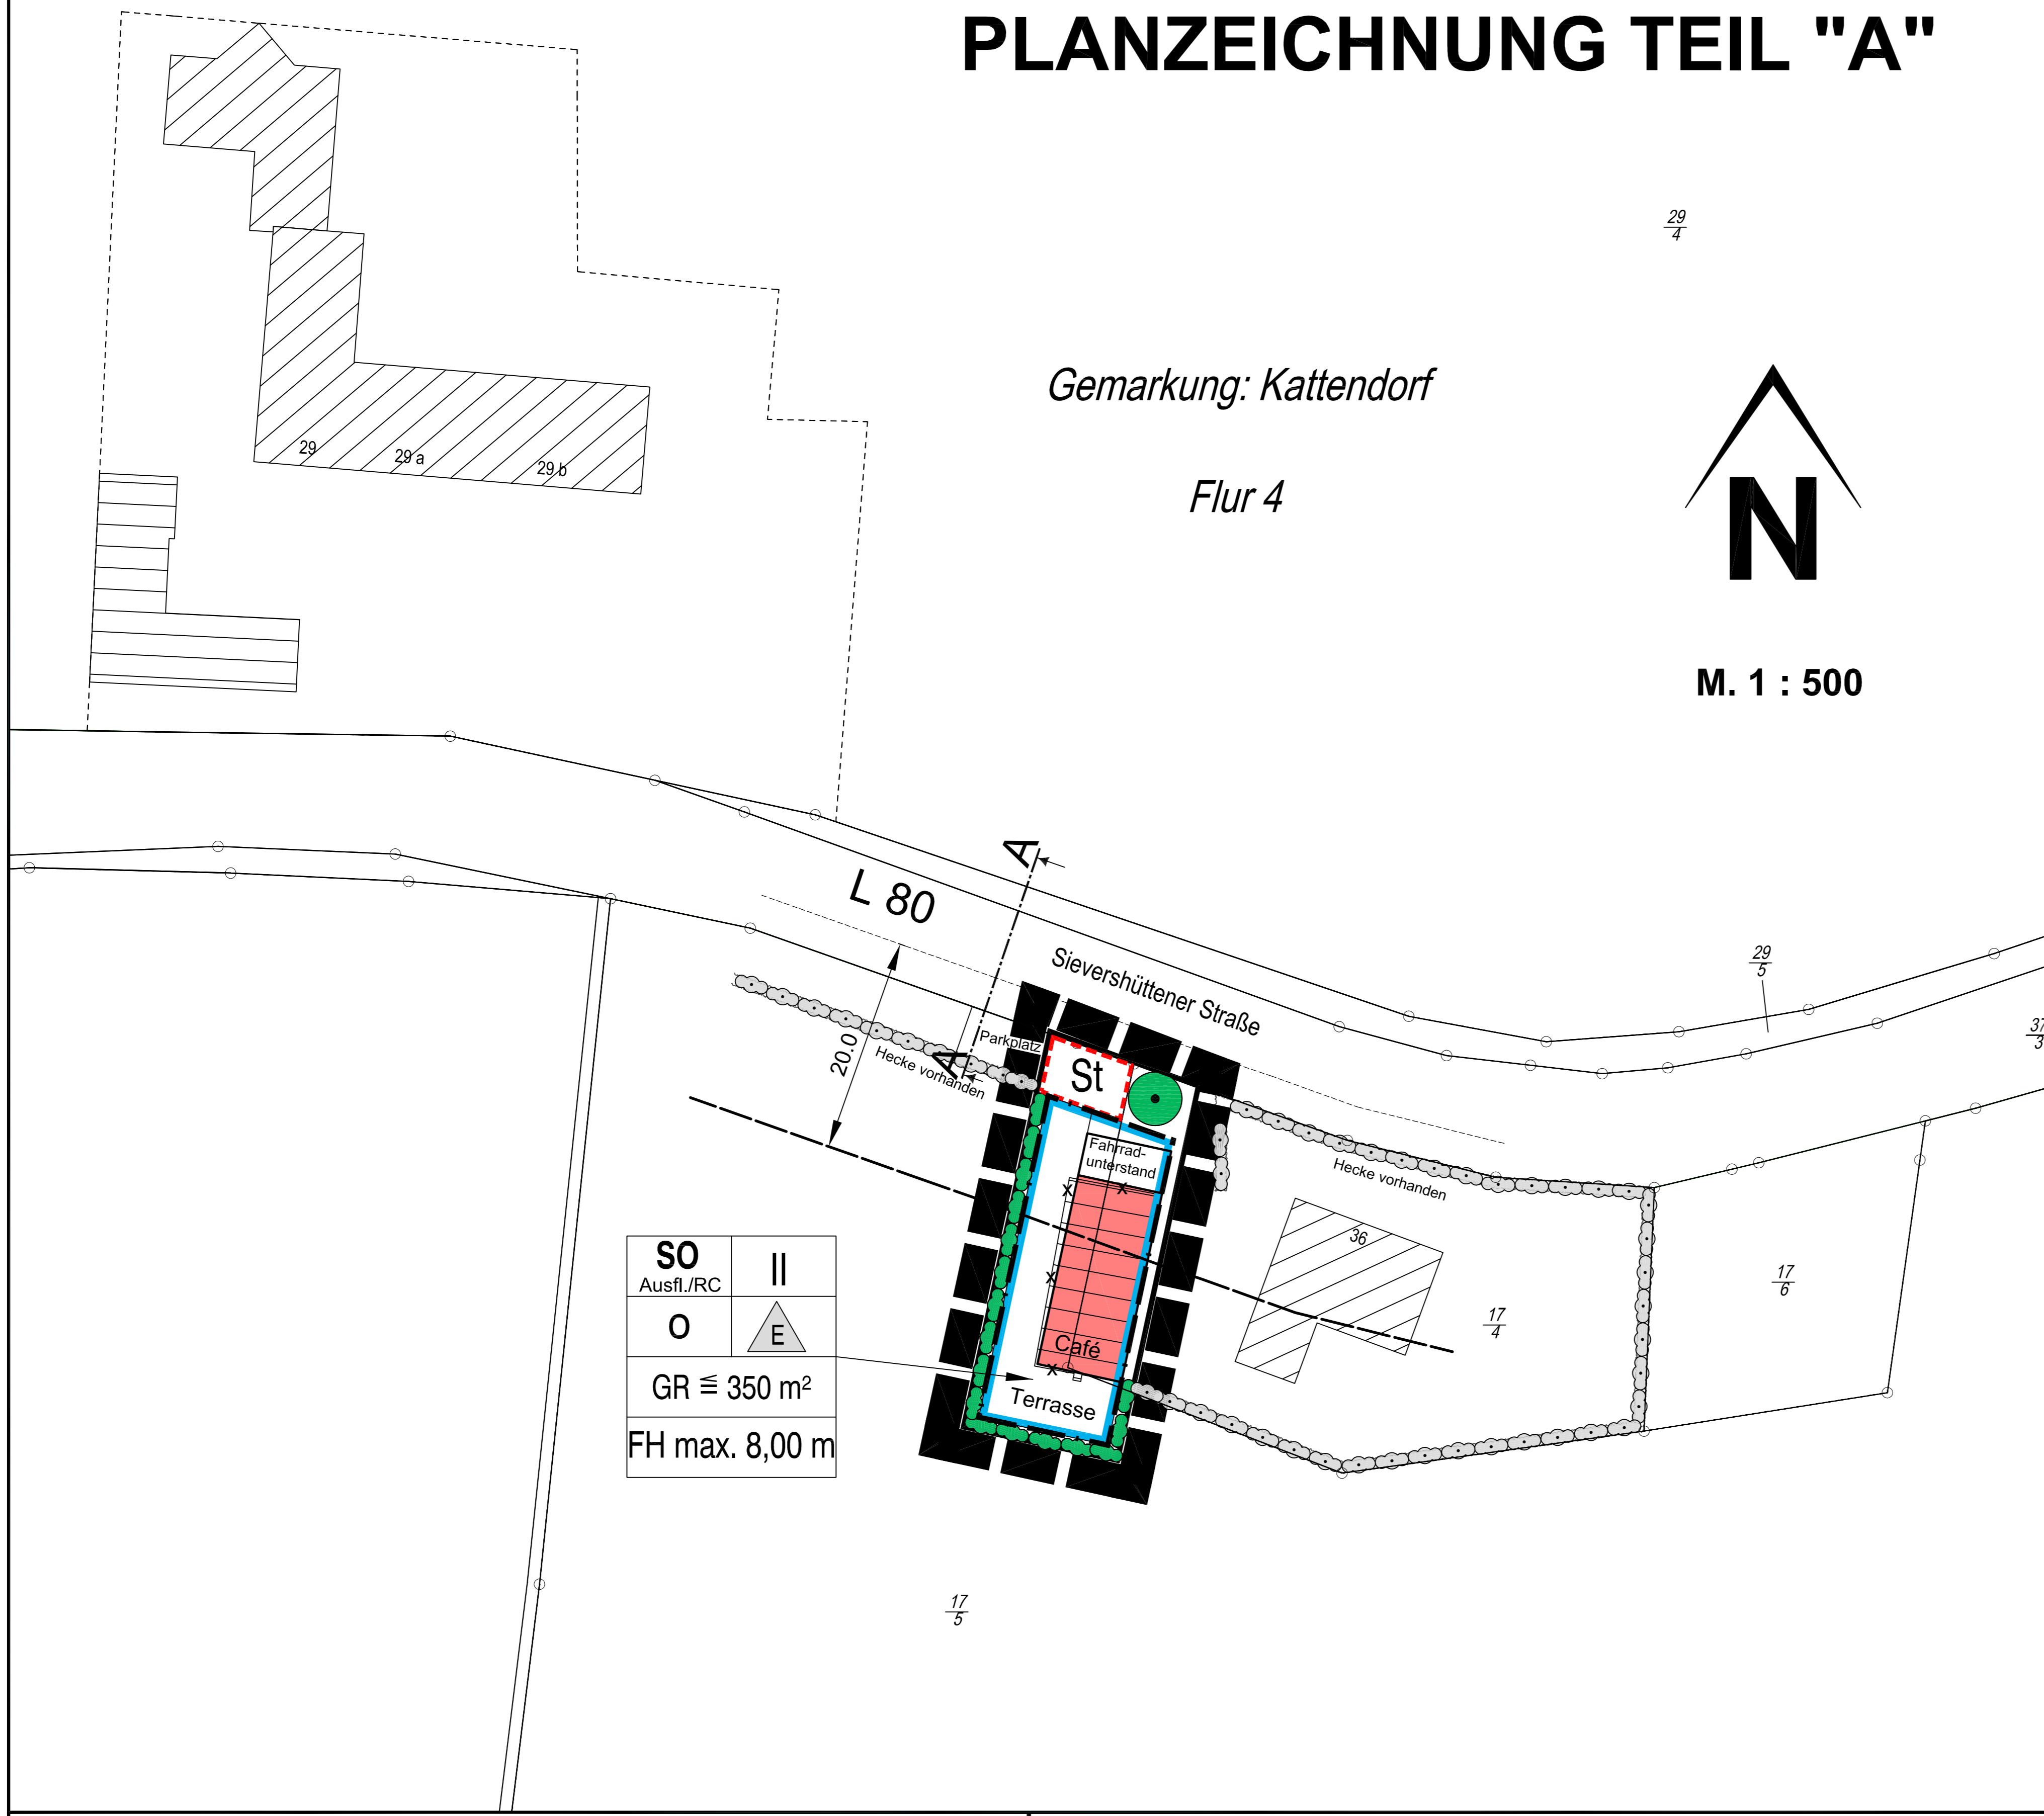 PLANZEICHNUNG TEIL "A"
29
4
Gemarkung: Kattendorf
Flur 4
N
M. 1 : 500
29
29 a
29 b
A
L 80
Sievershüttener Straße
29
5
37
3
20.0
A
Parkplatz
Hecke vorhanden
St
Fahrrad-
unterstand
Hecke vorhanden
36
17
4
17
6
x
x
x
x
Café
Terrasse
SO
Ausfl./RC
II
O
E
GR ≦ 350 m²
FH max. 8,00 m
17
5